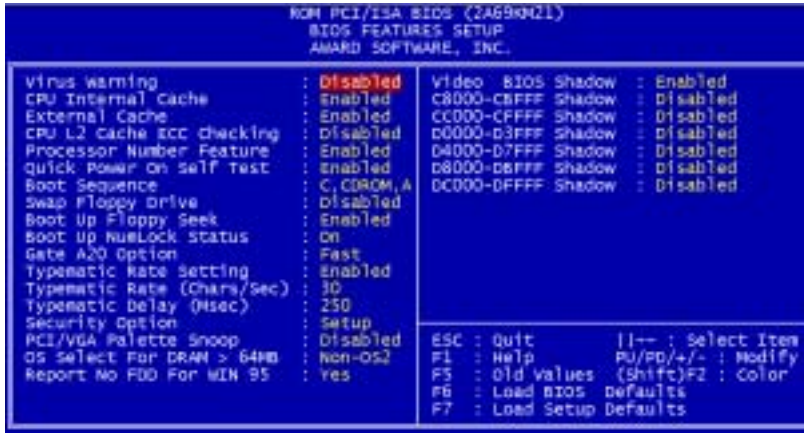 ROM PCI/ISA BIOS (2A69KM21)
BIOS FEATURES SETUP
AWARD SOFTWARE, INC.
Virus Warning : Disabled
CPU Internal Cache : Enabled
External Cache : Enabled
CPU L2 Cache ECC Checking : Disabled
Processor Number Feature : Enabled
Quick Power On Self Test : Enabled
Boot Sequence : C,CDROM,A
Swap Floppy Drive : Disabled
Boot Up Floppy Seek : Enabled
Boot Up NumLock Status : On
Gate A20 Option : Fast
Typematic Rate Setting : Enabled
Typematic Rate (Chars/Sec) : 30
Typematic Delay (Msec) : 250
Security Option : Setup
PCI/VGA Palette Snoop : Disabled
OS Select For DRAM > 64MB : Non-OS2
Report No FDD For WIN 95 : Yes
Video BIOS Shadow : Enabled
C8000-CBFFF Shadow : Disabled
CC000-CFFFF Shadow : Disabled
D0000-D3FFF Shadow : Disabled
D4000-D7FFF Shadow : Disabled
D8000-DBFFF Shadow : Disabled
DC000-DFFFF Shadow : Disabled
ESC : Quit : Select Item
F1 : Help PU/PD/+/- : Modify
F5 : Old Values (Shift)F2 : Color
F6 : Load BIOS Defaults
F7 : Load Setup Defaults